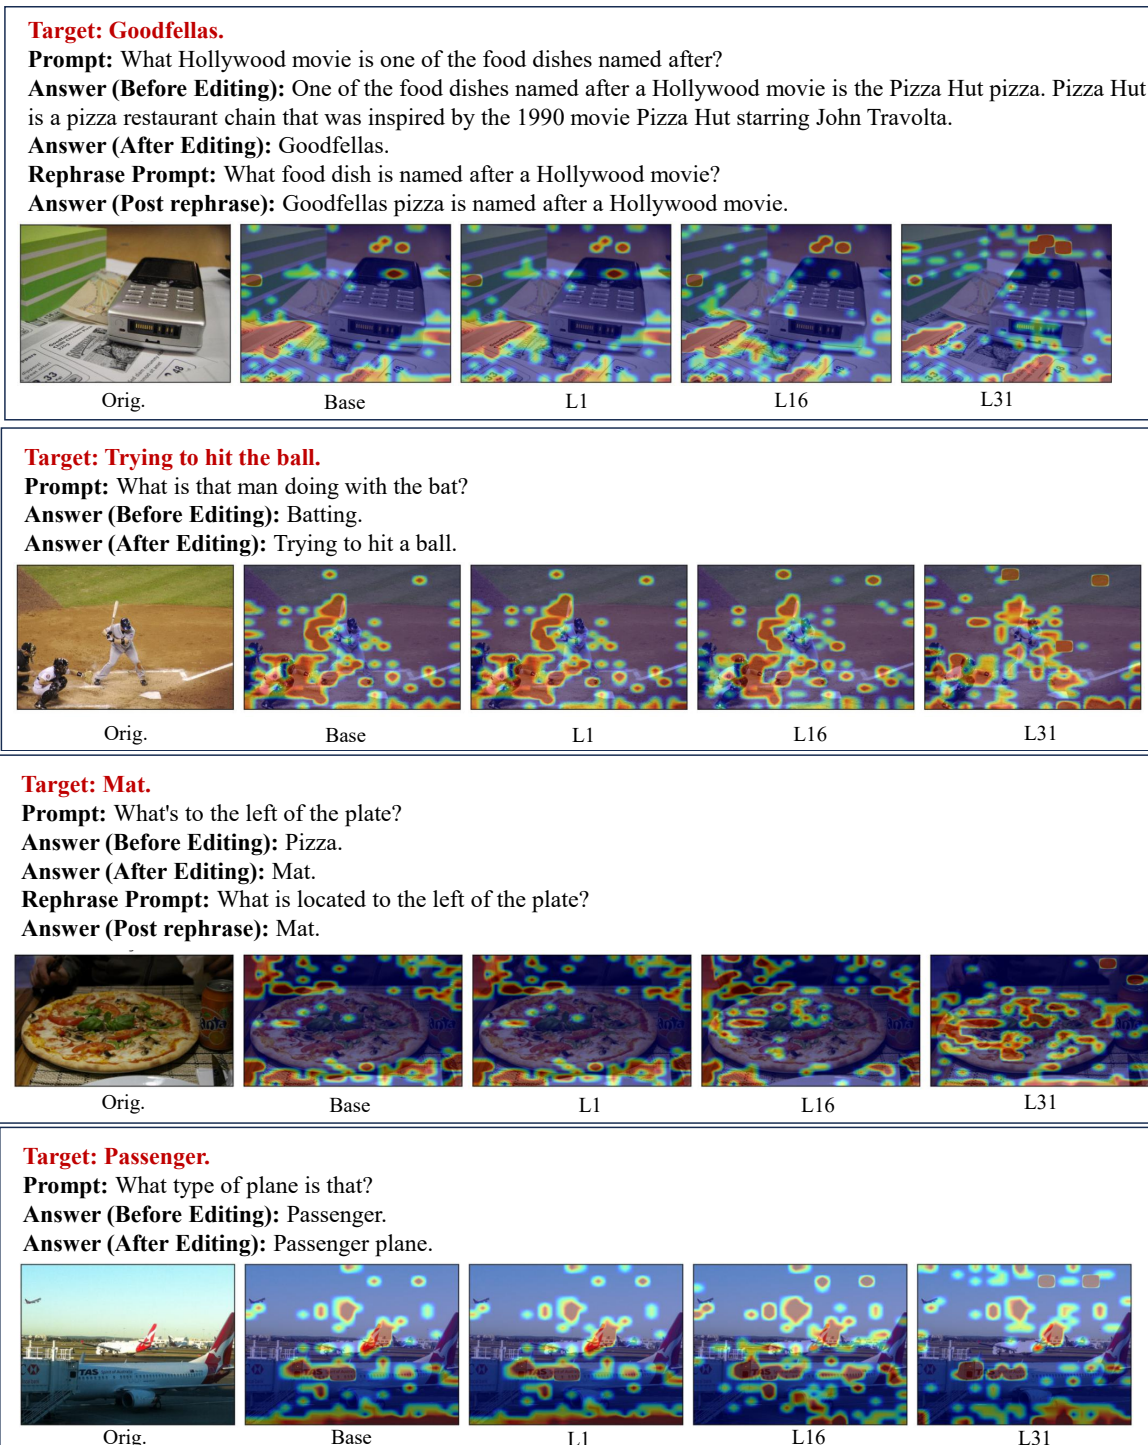 Target: Goodfellas.
Prompt: What Hollywood movie is one of the food dishes named after?
Answer (Before Editing): One of the food dishes named after a Hollywood movie is the Pizza Hut pizza. Pizza Hut
is a pizza restaurant chain that was inspired by the 1990 movie Pizza Hut starring John Travolta.
Answer (After Editing): Goodfellas.
Rephrase Prompt: What food dish is named after a Hollywood movie?
Answer (Post rephrase): Goodfellas pizza is named after a Hollywood movie.
Orig. Base L1 L16 L31
Target: Trying to hit the ball.
Prompt: What is that man doing with the bat?
Answer (Before Editing): Batting.
Answer (After Editing): Trying to hit a ball.
Orig. Base L1 L16 L31
Target: Mat.
Prompt: What's to the left of the plate?
Answer (Before Editing): Pizza.
Answer (After Editing): Mat.
Rephrase Prompt: What is located to the left of the plate?
Answer (Post rephrase): Mat.
Orig. Base L1 L16 L31
Target: Passenger.
Prompt: What type of plane is that?
Answer (Before Editing): Passenger.
Answer (After Editing): Passenger plane.
TAS
Orig. Base L1 L16 L31